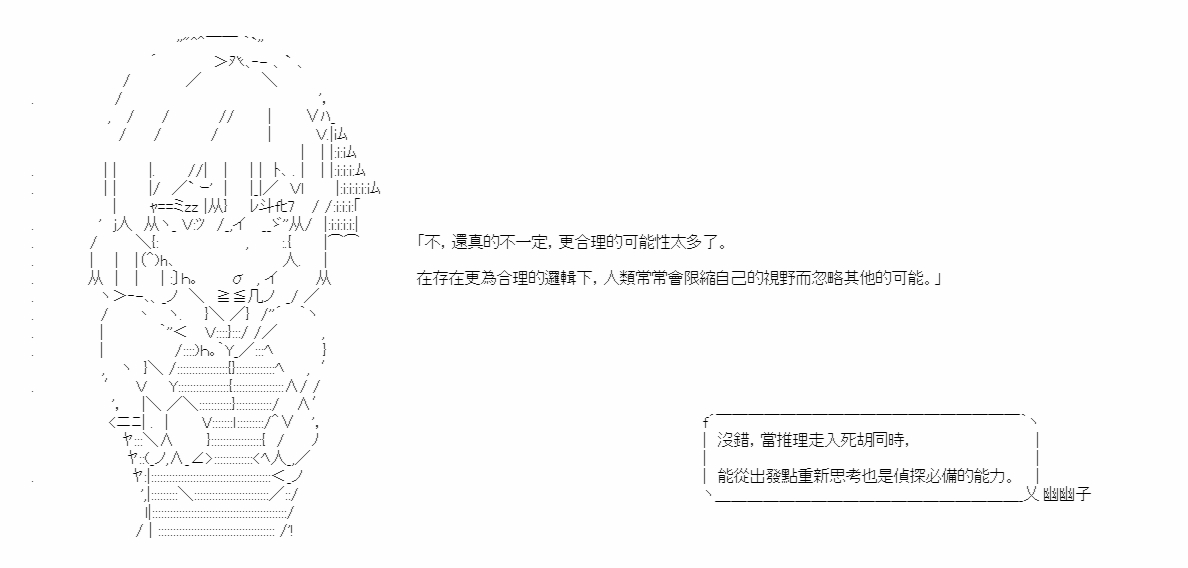 「不，還真的不一定，更合理的可能性太多了。
在存在更為合理的邏輯下，人類常常會限縮自己的視野而忽略其他的可能。」
沒錯，當推理走入死胡同時，
能從出發點重新思考也是偵探必備的能力。
幽幽子